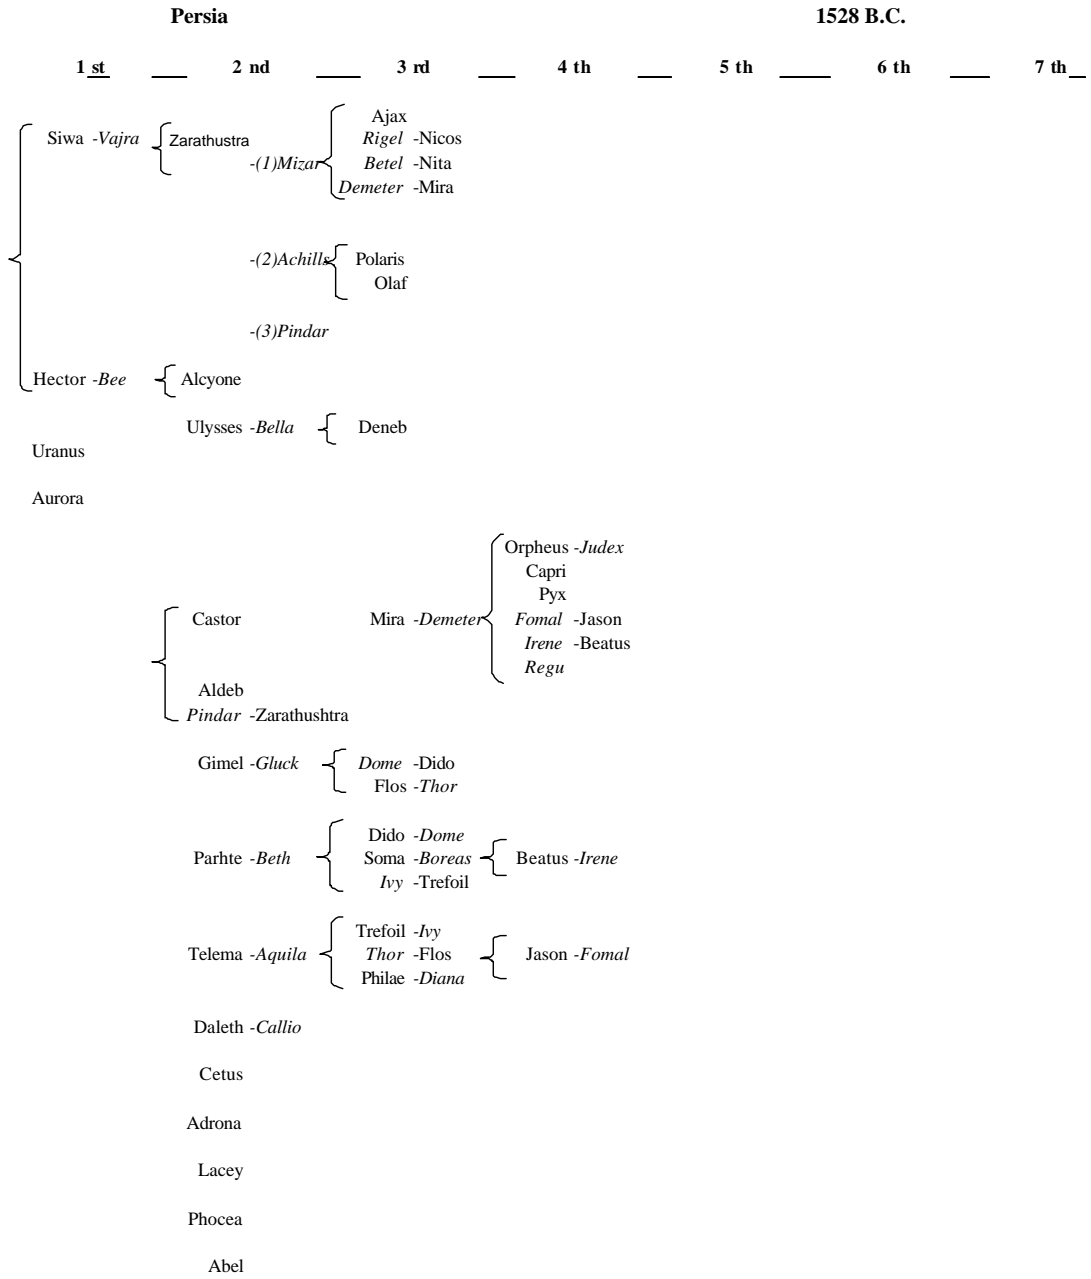 Persia 1528 B.C.
1 st 2 nd 3 rd 4 th 5 th 6 th 7 th
Ajax
Siwa -Vajra Zarathustra Rigel -Nicos
-(1)Mizar Betel -Nita
Demeter -Mira
-(2)Achills Polaris
Olaf
-(3)Pindar
Hector -Bee Alcyone
Ulysses -Bella Deneb
Uranus
Aurora
Orpheus -Judex
Capri
Pyx
Castor Mira -Demeter Fomal -Jason
Irene -Beatus
Regu
Aldeb
Pindar -Zarathushtra
Gimel -Gluck Dome -Dido
Flos -Thor
Dido -Dome
Parhte -Beth Soma -Boreas Beatus -Irene
Ivy -Trefoil
Trefoil -Ivy
Telema -Aquila Thor -Flos Jason -Fomal
Philae -Diana
Daleth -Callio
Cetus
Adrona
Lacey
Phocea
Abel